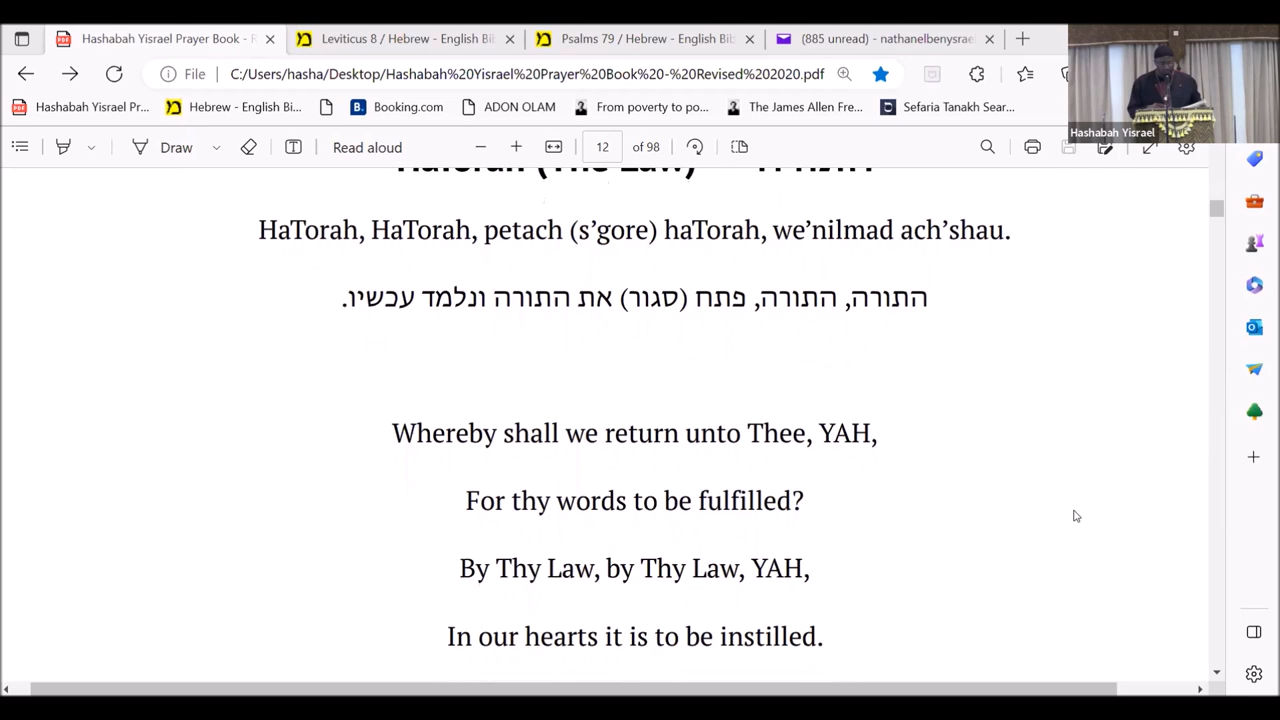 Hashabah Yisrael Prayer Book - R
Leviticus 8 / Hebrew - English Bi
Psalms 79 / Hebrew - English Bib
(885 unread) - nathanelbenysrae
File
C:/Users/hasha/Desktop/Hashabah%20Yisrael%20Prayer%20Book%20-%20Revised%202020.pdf
Hashabah Yisrael Pr...
Hebrew - English Bi...
Booking.com
ADON OLAM
From poverty to po...
The James Allen Fre...
Sefaria Tanakh Sear...
Hashabah Yisrael
Draw
Read aloud
12 of 98
HaTorah (The Law)
HaTorah, HaTorah, petach (s’gore) haTorah, we’nilmad ach’shau.
התורה, התורה, פתח (סגור) את התורה ונלמד עכשיו.
Whereby shall we return unto Thee, YAH,
For thy words to be fulfilled?
By Thy Law, by Thy Law, YAH,
In our hearts it is to be instilled.